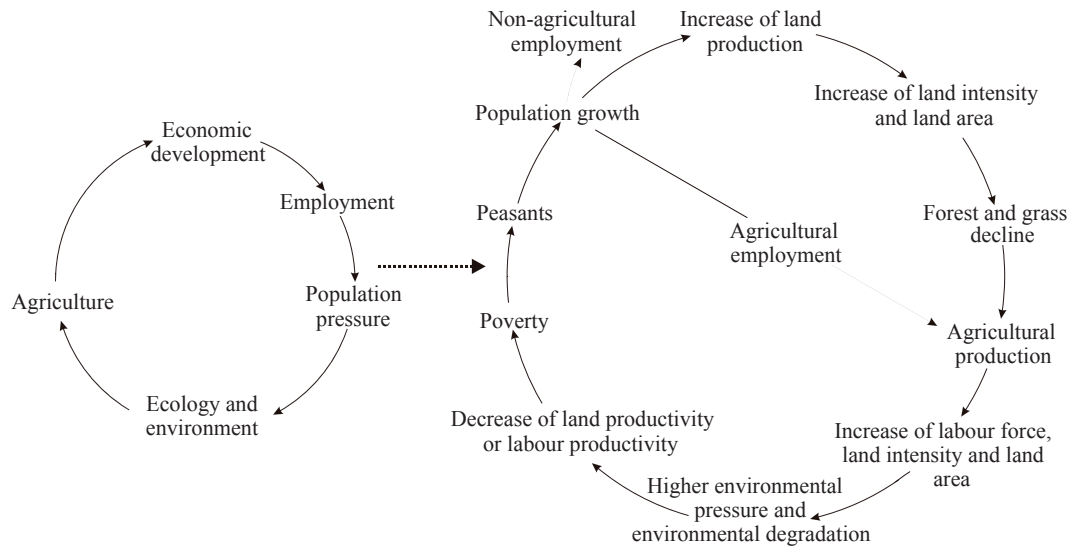 Economic
development
Employment
Population
pressure
Ecology and
environment
Agriculture
Non-agricultural
employment
Increase of land
production
Increase of land intensity
and land area
Forest and grass
decline
Agricultural
production
Increase of labour force,
land intensity and land
area
Higher environmental
pressure and
environmental degradation
Decrease of land productivity
or labour productivity
Poverty
Peasants
Population growth
Agricultural
employment